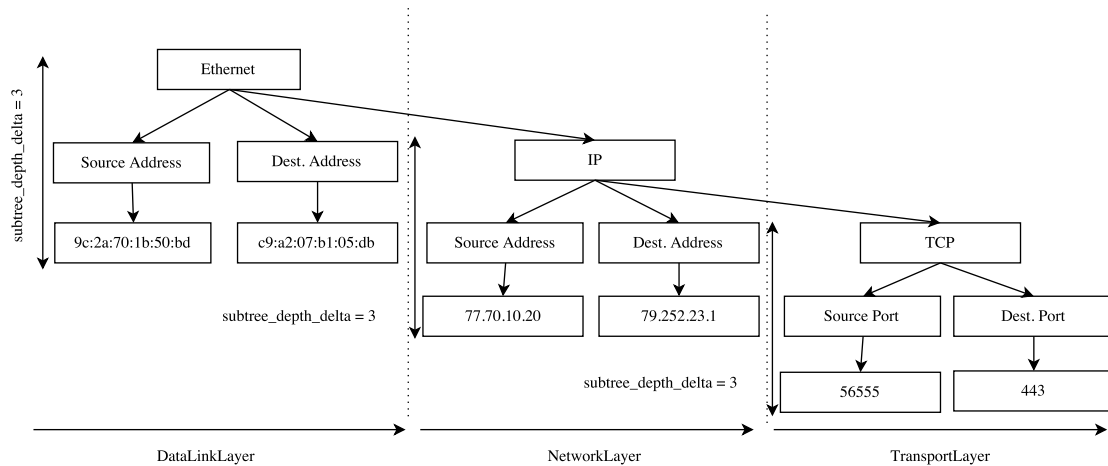 Ethernet
subtree_depth_delta = 3
Source Address
Dest. Address
IP
9c:2a:70:1b:50:bd
c9:a2:07:b1:05:db
Source Address
Dest. Address
TCP
subtree_depth_delta = 3
77.70.10.20
79.252.23.1
Source Port
Dest. Port
subtree_depth_delta = 3
56555
443
DataLinkLayer
NetworkLayer
TransportLayer